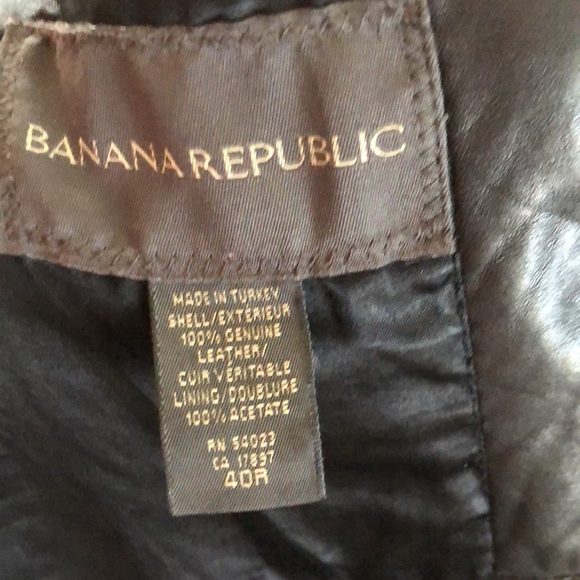 BANANA REPUBLIC
MADE IN TURKEY
SHELL/EXTERIEUR
100% GENUINE
LEATHER/
CUIR VÉRITABLE
LINING/DOUBLURE
100% ACETATE
RN 54023
CA 17897
40R